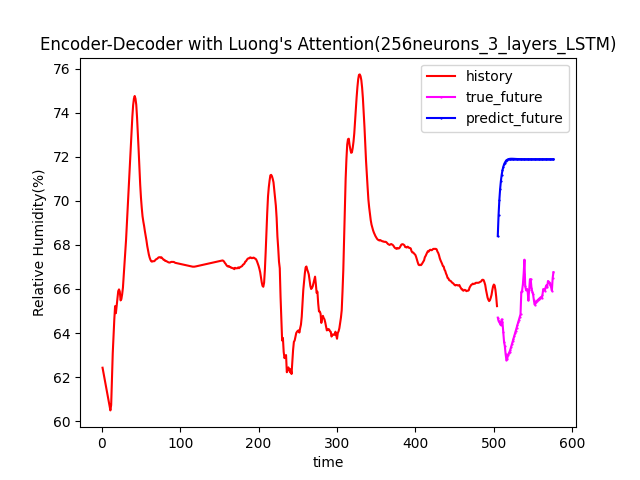 Encoder-Decoder with Luong's Attention(256neurons_3_layers_LSTM)
history
true_future
predict_future
Relative Humidity(%)
76
74
72
70
68
66
64
62
60
0 100 200 300 400 500 600
time